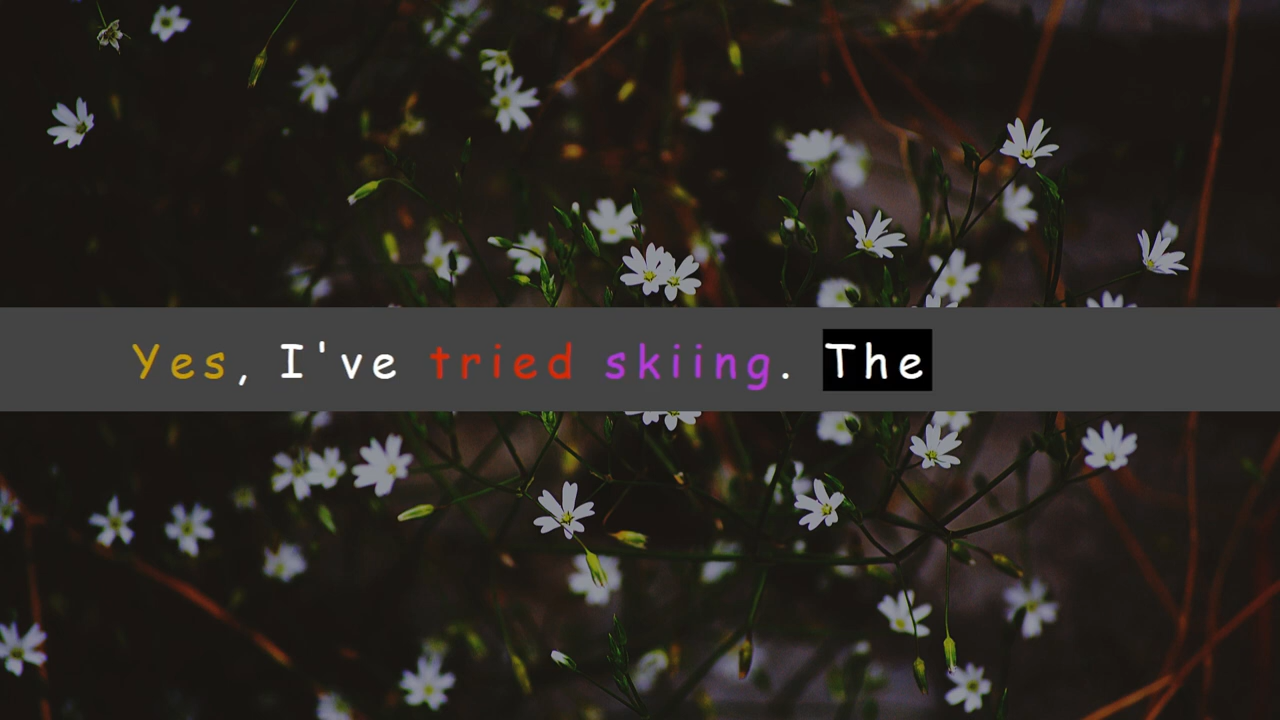 Yes, I've tried skiing. The